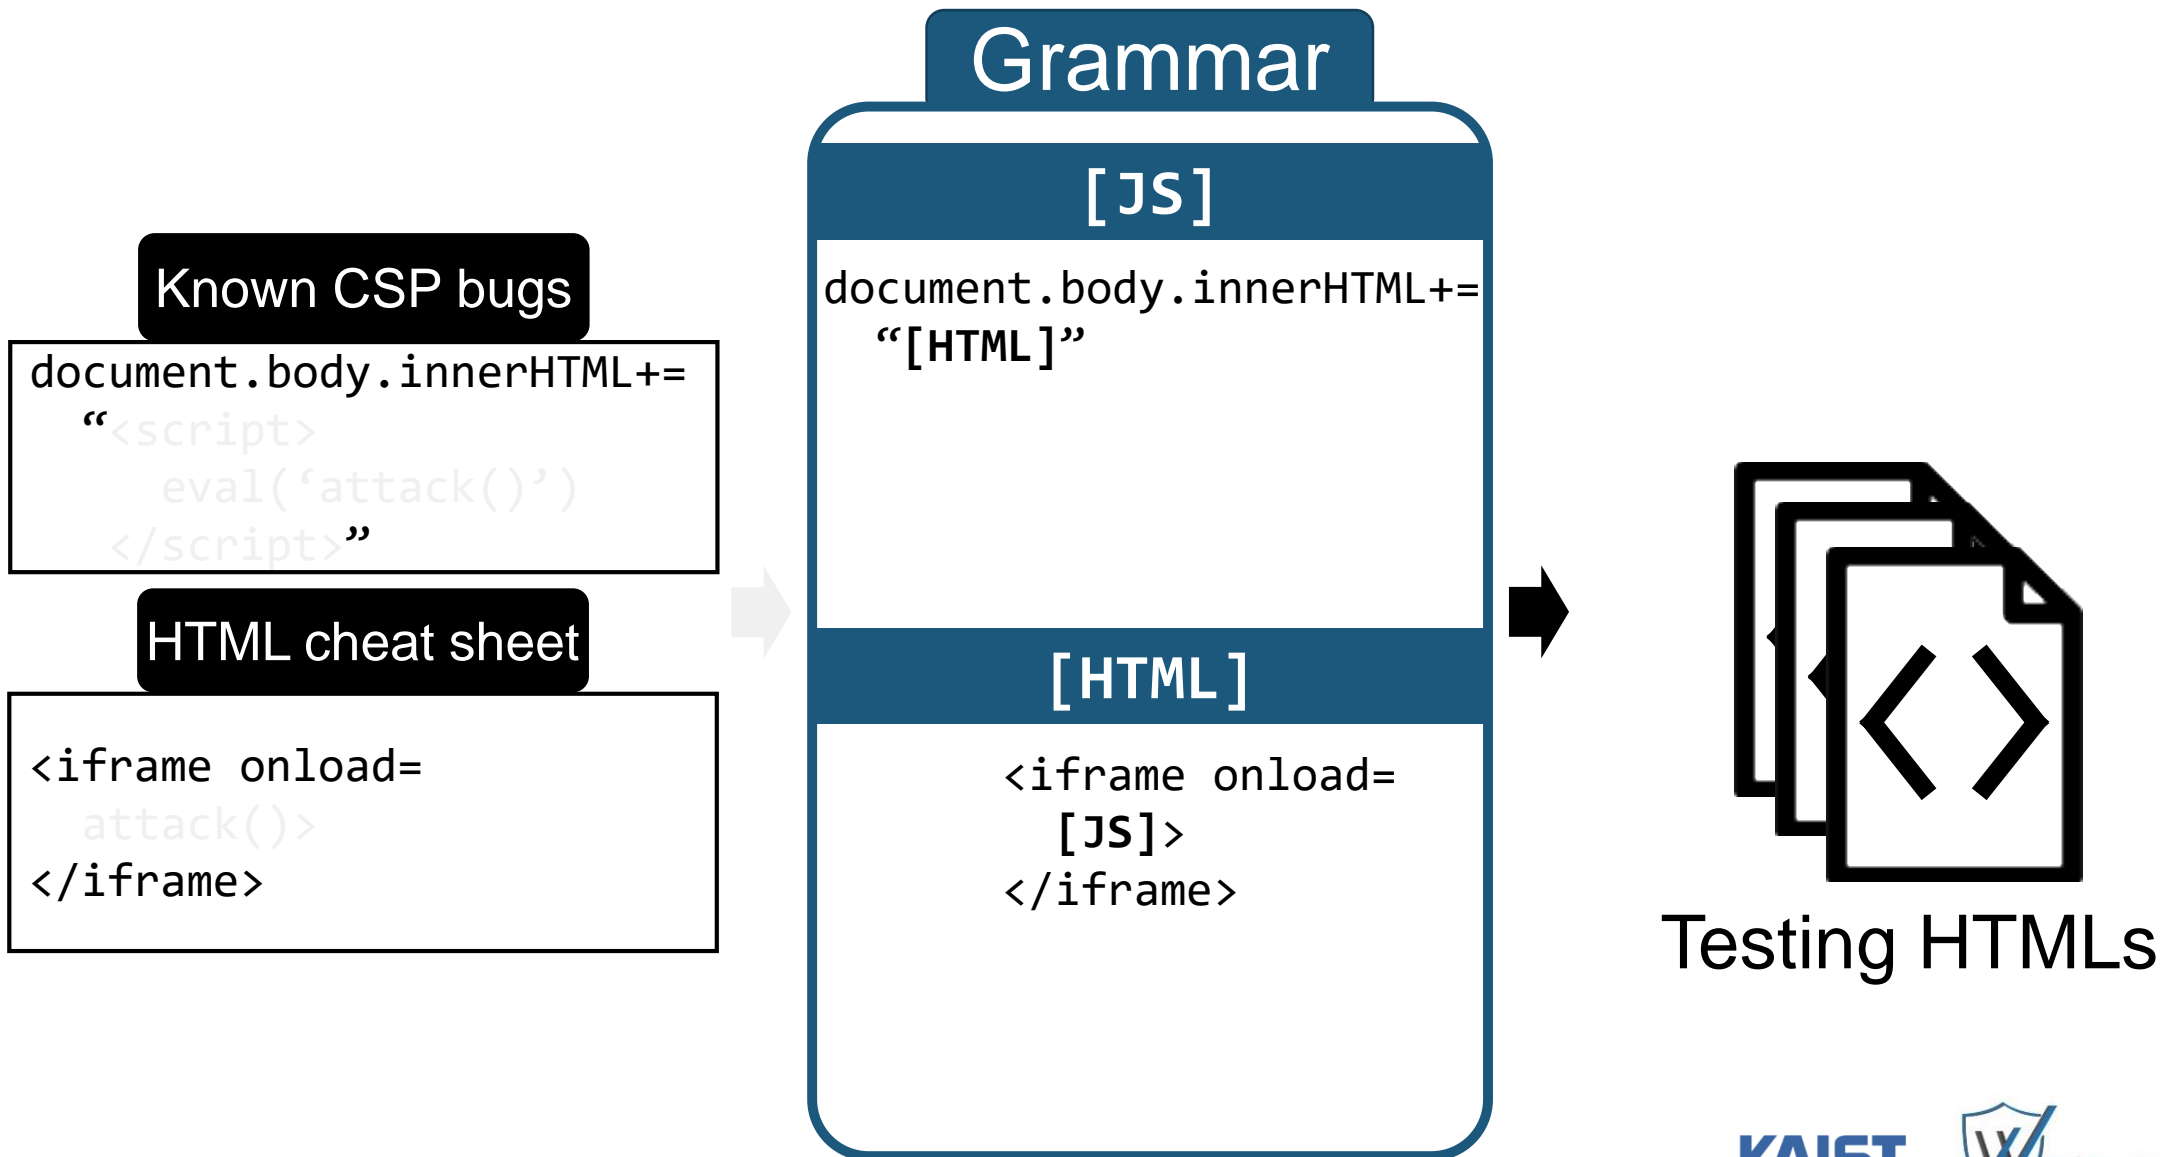 Grammar
[JS]
document.body.innerHTML+=
“[HTML]”
[HTML]
<iframe onload=
[JS]>
</iframe>
Known CSP bugs
document.body.innerHTML+=
“<script>
eval(‘attack()’)
</script>”
HTML cheat sheet
<iframe onload=
attack()>
</iframe>
Testing HTMLs
KAIST